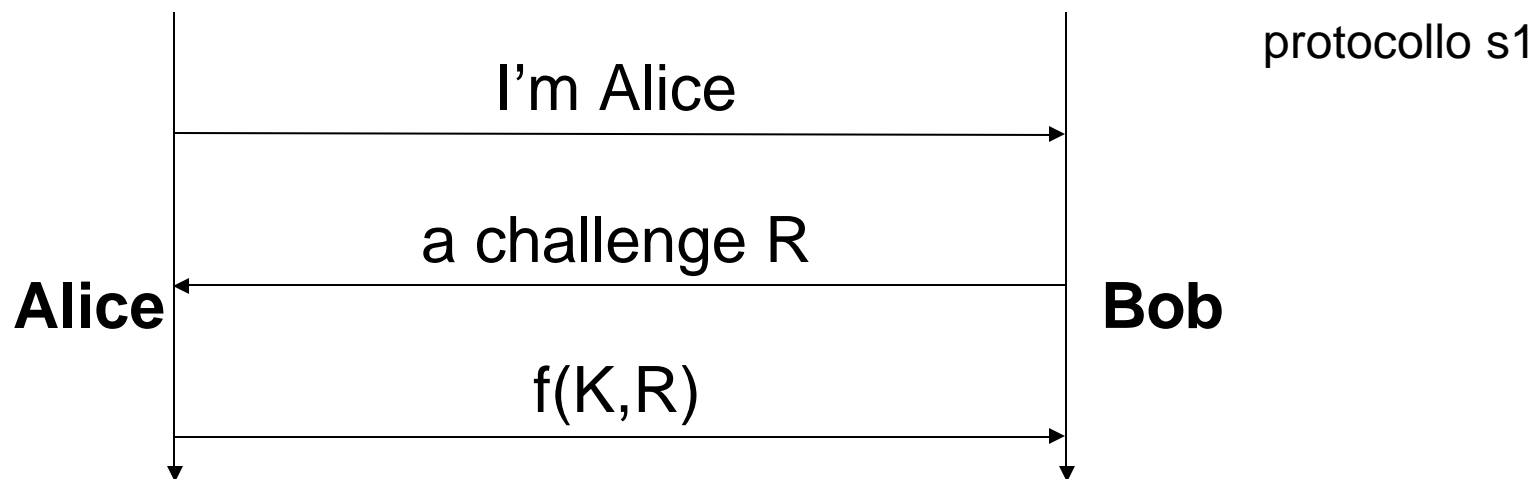 protocollo s1
I’m Alice
a challenge R
Alice
Bob
f(K,R)